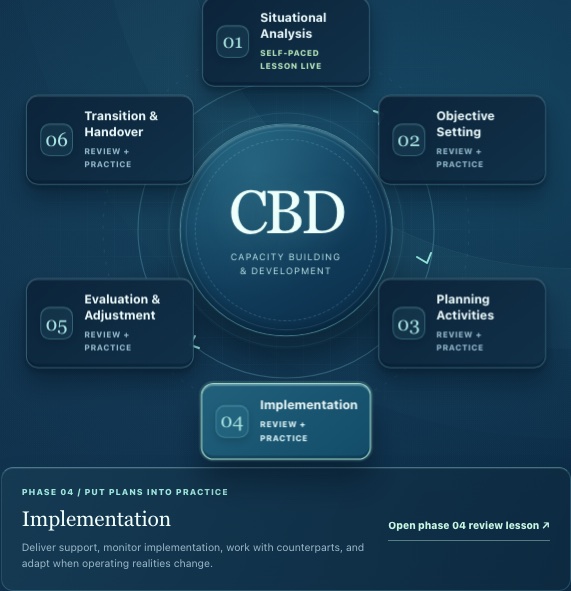 01
Situational
Analysis
SELF-PACED
LESSON LIVE
06
Transition &
Handover
REVIEW +
PRACTICE
02
Objective
Setting
REVIEW +
PRACTICE
CBD
CAPACITY BUILDING
& DEVELOPMENT
05
Evaluation &
Adjustment
REVIEW +
PRACTICE
03
Planning
Activities
REVIEW +
PRACTICE
04
Implementation
REVIEW +
PRACTICE
PHASE 04 / PUT PLANS INTO PRACTICE
Implementation
Deliver support, monitor implementation, work with counterparts, and
adapt when operating realities change.
Open phase 04 review lesson ↗